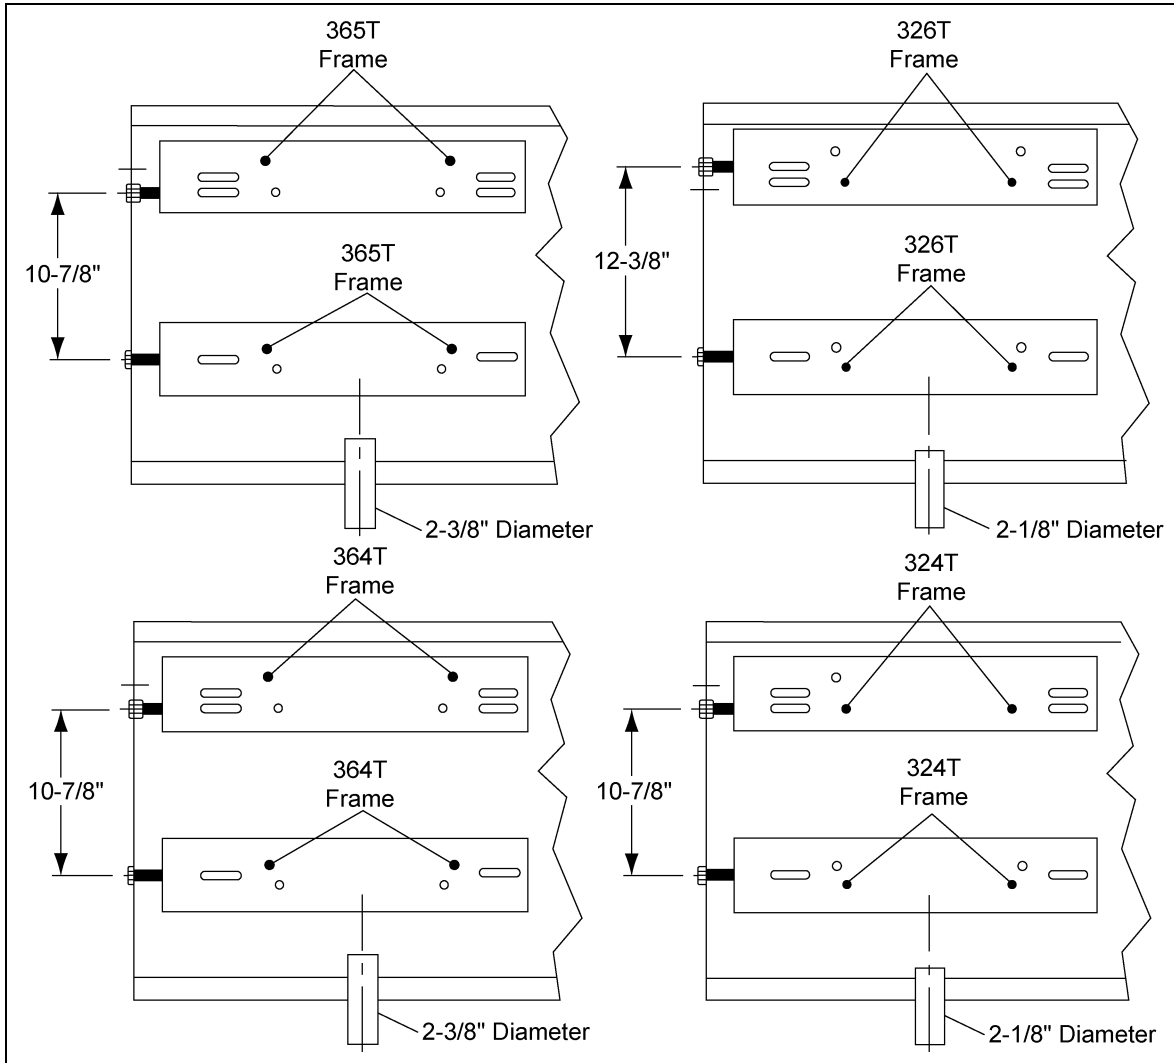 365T
Frame
10-7/8"
365T
Frame
2-3/8" Diameter
326T
Frame
12-3/8"
326T
Frame
2-1/8" Diameter
364T
Frame
10-7/8"
364T
Frame
2-3/8" Diameter
324T
Frame
10-7/8"
324T
Frame
2-1/8" Diameter